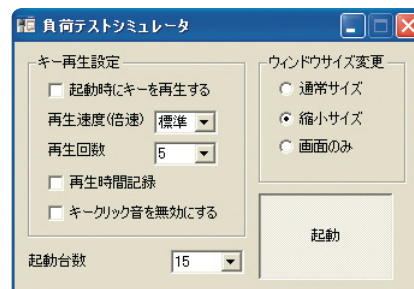 負荷テストシミュレータ
キー再生設定
起動時にキーを再生する
再生速度(倍速) 標準
再生回数 5
再生時間記録
キークリック音を無効にする
起動台数 15
ウィンドウサイズ変更
通常サイズ
縮小サイズ
画面のみ
起動